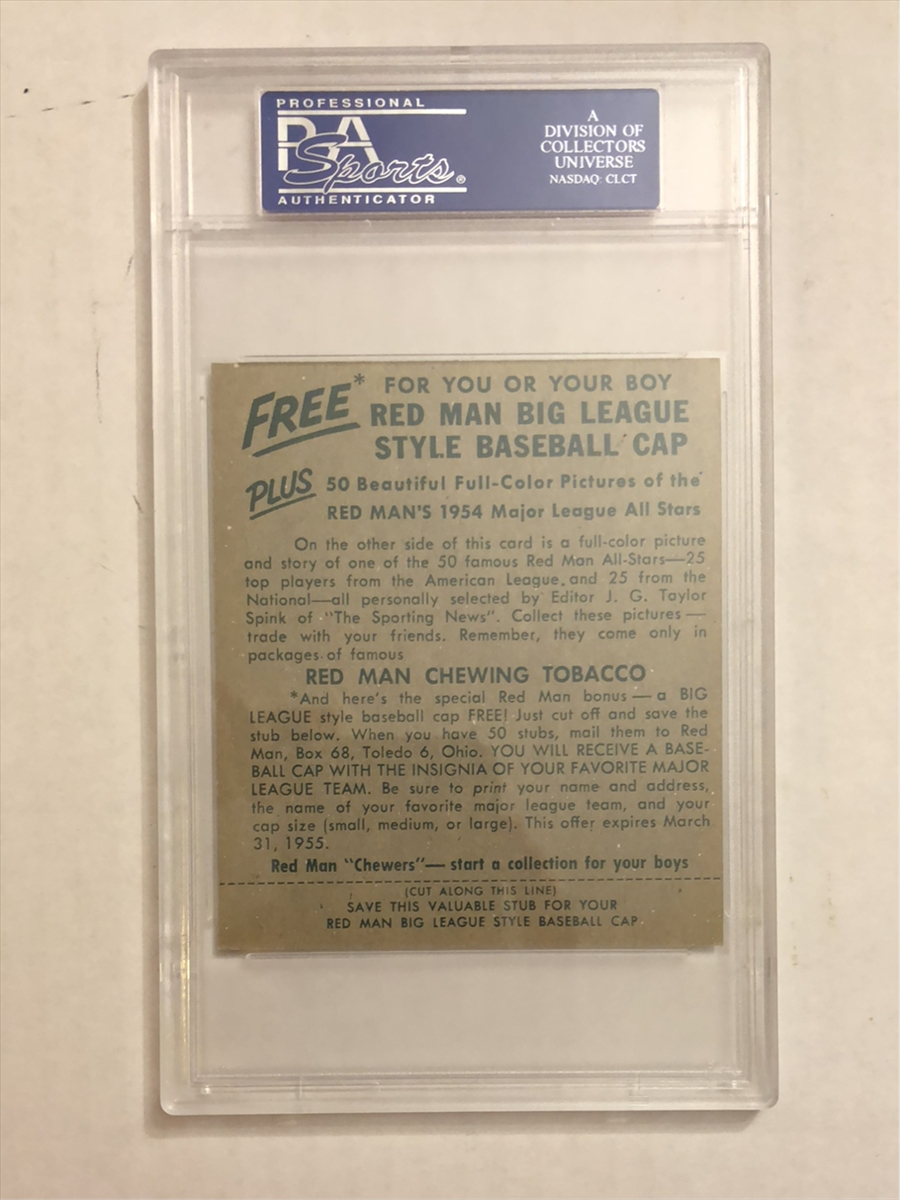 PROFESSIONAL
PSA
Sports®
AUTHENTICATOR
A
DIVISION OF
COLLECTORS
UNIVERSE
NASDAQ: CLCT
FREE* FOR YOU OR YOUR BOY
RED MAN BIG LEAGUE
STYLE BASEBALL CAP
PLUS 50 Beautiful Full-Color Pictures of the
RED MAN'S 1954 Major League All Stars
On the other side of this card is a full-color picture
and story of one of the 50 famous Red Man All-Stars—25
top players from the American League and 25 from the
National—all personally selected by Editor J. G. Taylor
Spink of "The Sporting News". Collect these pictures—
trade with your friends. Remember, they come only in
packages of famous
RED MAN CHEWING TOBACCO
*And here's the special Red Man bonus—a BIG
LEAGUE style baseball cap FREE! Just cut off and save the
stub below. When you have 50 stubs, mail them to Red
Man, Box 68, Toledo 6, Ohio. YOU WILL RECEIVE A BASE-
BALL CAP WITH THE INSIGNIA OF YOUR FAVORITE MAJOR
LEAGUE TEAM. Be sure to print your name and address,
the name of your favorite major league team, and your
cap size (small, medium, or large). This offer expires March
31, 1955.
Red Man "Chewers"—start a collection for your boys
(CUT ALONG THIS LINE)
SAVE THIS VALUABLE STUB FOR YOUR
RED MAN BIG LEAGUE STYLE BASEBALL CAP